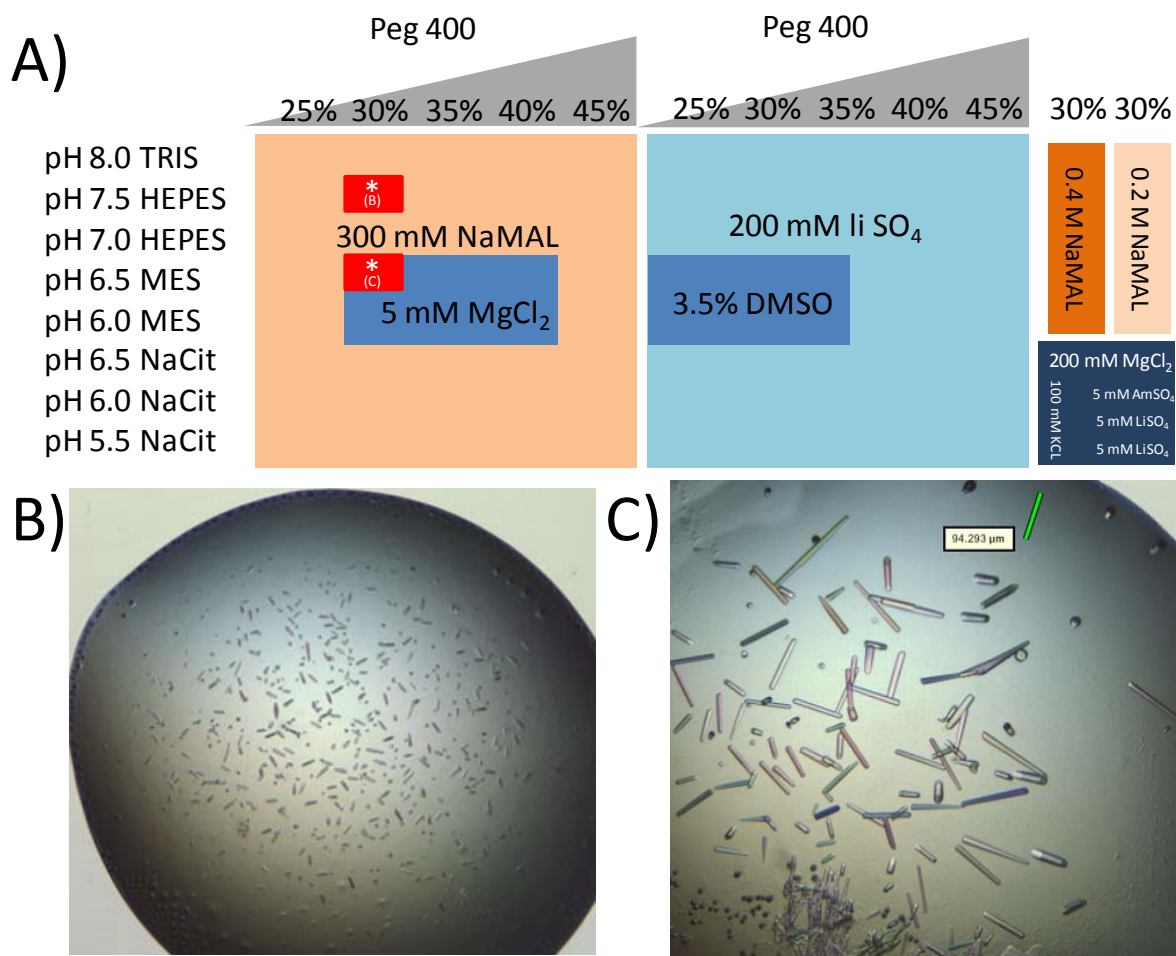 A)
Peg 400
Peg 400
25% 30% 35% 40% 45%
25% 30% 35% 40% 45%
30% 30%
pH 8.0 TRIS
pH 7.5 HEPES
pH 7.0 HEPES
pH 6.5 MES
pH 6.0 MES
pH 6.5 NaCit
pH 6.0 NaCit
pH 5.5 NaCit
*
(B)
300 mM NaMAL
*
(C)
5 mM MgCl₂
200 mM li SO₄
3.5% DMSO
0.4 M NaMAL
0.2 M NaMAL
200 mM MgCl₂
100 mM KCL
5 mM AmSO₄
5 mM LiSO₄
5 mM LiSO₄
B)
C)
94.293 µm